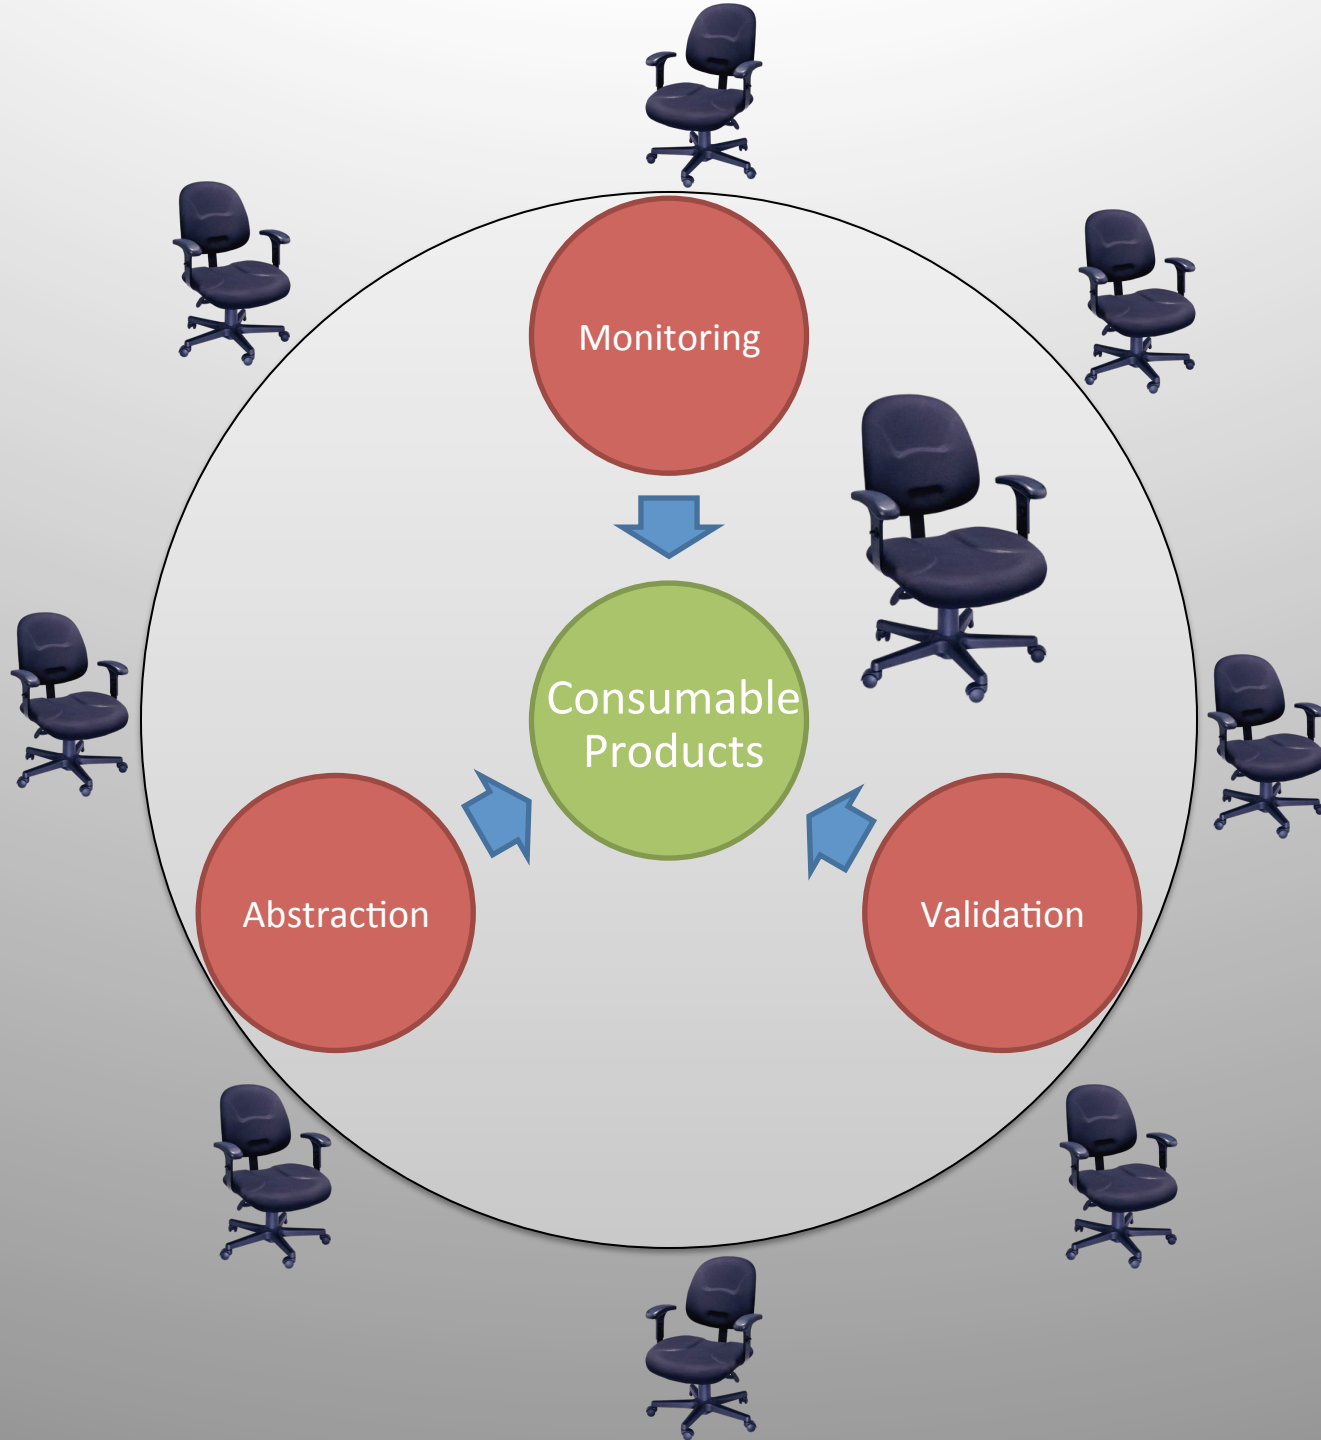 Monitoring
Consumable
Products
Abstraction
Validation